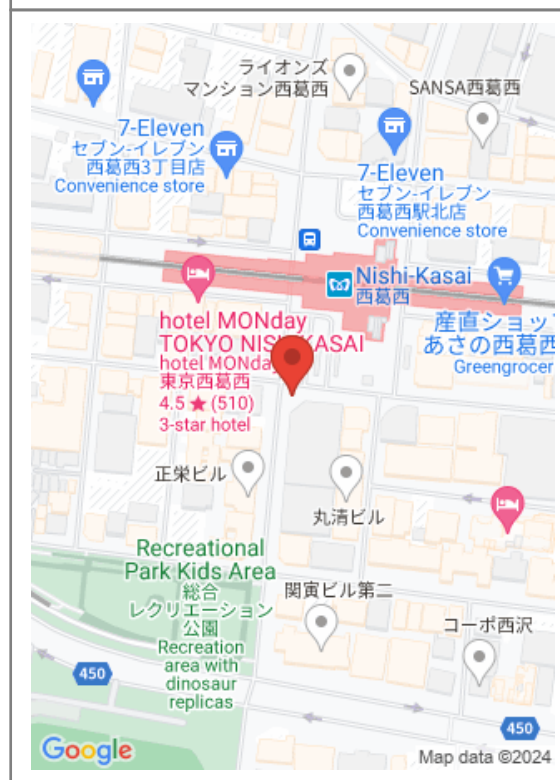 ライオンズ
マンション西葛西
SANSA西葛西
7-Eleven
セブン-イレブン
西葛西3丁目店
Convenience store
7-Eleven
セブン-イレブン
西葛西駅北店
Convenience store
Nishi-Kasai
西葛西
hotel MONday
TOKYO NISHI KASAI
hotel MONday
東京西葛西
4.5 ★ (510)
3-star hotel
産直ショップ
あさの西葛西
Greengrocer
正栄ビル
丸清ビル
Recreational
Park Kids Area
総合
レクリエーション
公園
Recreation
area with
dinosaur
replicas
関寅ビル第二
コーポ西沢
450
450
Google
Map data ©2024